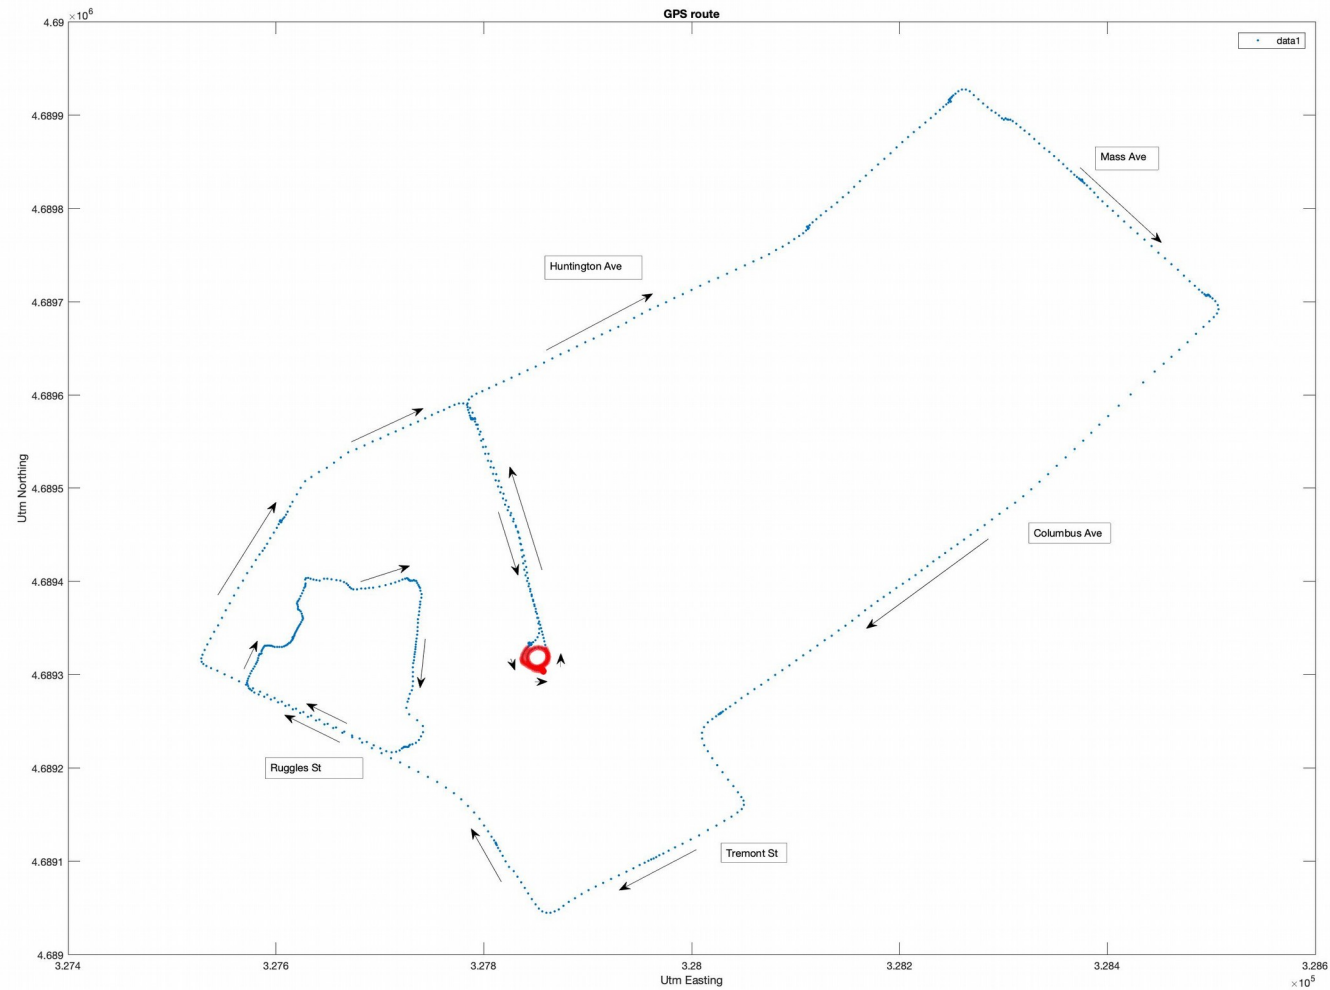 GPS route
×10⁶
4.69
data1
4.6899
Mass Ave
4.6898
Huntington Ave
4.6897
4.6896
Utm Northing
4.6895
Columbus Ave
4.6894
4.6893
Ruggles St
4.6892
Tremont St
4.6891
4.689
3.274
3.276
3.278
3.28
3.282
3.284
3.286
Utm Easting
×10⁵